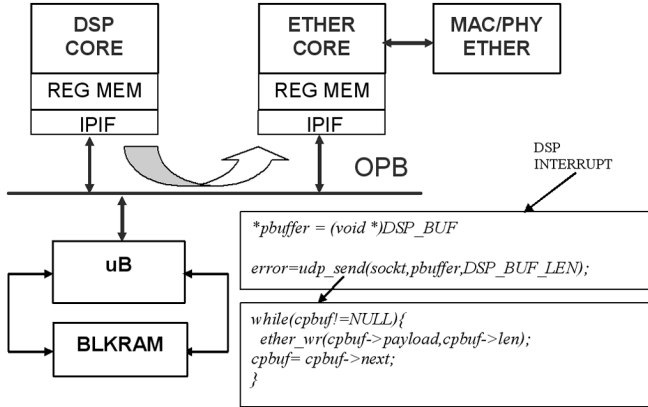 DSP
CORE
REG MEM
IPIF
ETHER
CORE
REG MEM
IPIF
MAC/PHY
ETHER
OPB
DSP
INTERRUPT
uB
BLKRAM
*pbuffer = (void *)DSP_BUF
error=udp_send(sockt,pbuffer,DSP_BUF_LEN);
while(cpbuf!=NULL){
ether_wr(cpbuf->payload,cpbuf->len);
cpbuf= cpbuf->next;
}